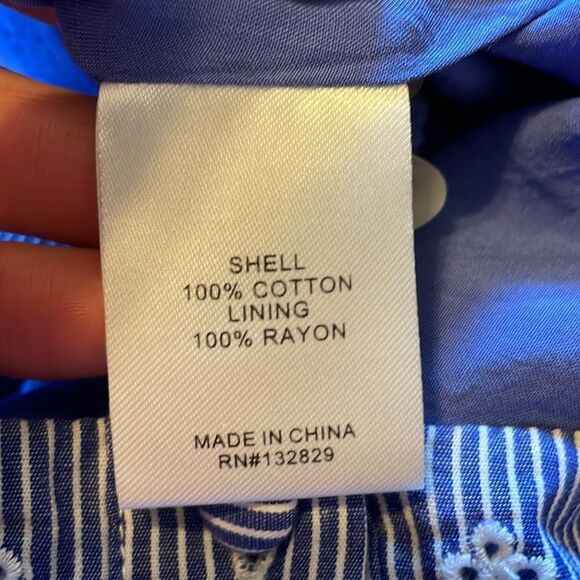 SHELL
100% COTTON
LINING
100% RAYON
MADE IN CHINA
RN#132829